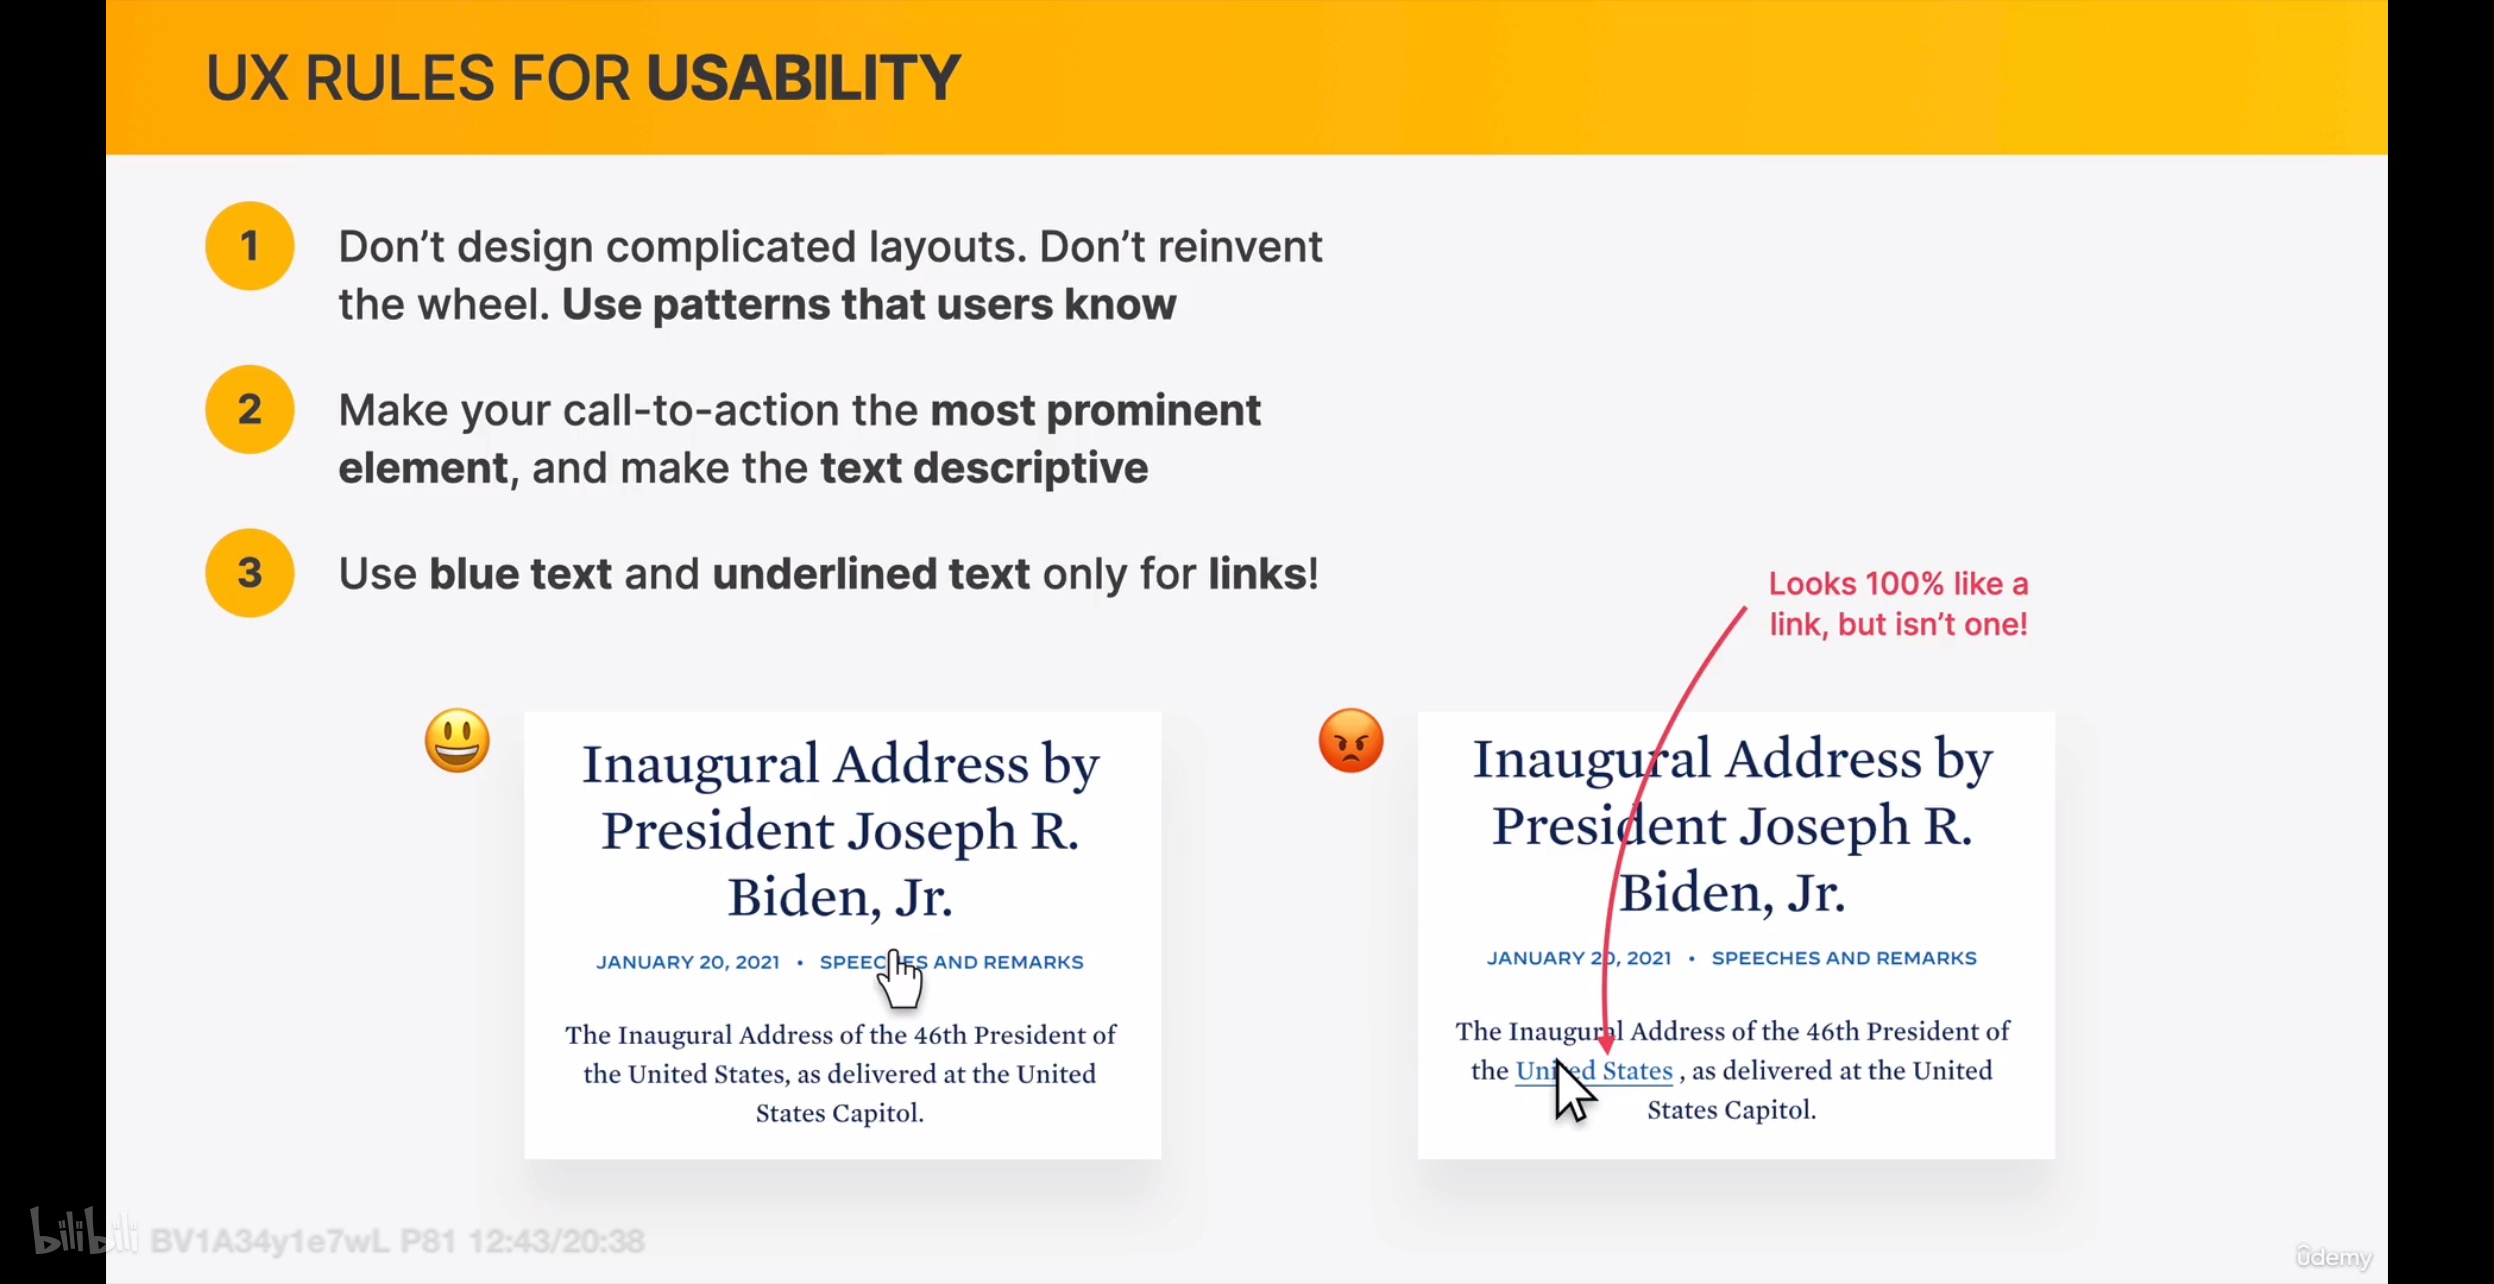 UX RULES FOR USABILITY
1
Don’t design complicated layouts. Don’t reinvent
the wheel. Use patterns that users know
2
Make your call-to-action the most prominent
element, and make the text descriptive
3
Use blue text and underlined text only for links!
Looks 100% like a
link, but isn’t one!
Inaugural Address by
President Joseph R.
Biden, Jr.
JANUARY 20, 2021 • SPEECHES AND REMARKS
The Inaugural Address of the 46th President of
the United States, as delivered at the United
States Capitol.
Inaugural Address by
President Joseph R.
Biden, Jr.
JANUARY 20, 2021 • SPEECHES AND REMARKS
The Inaugural Address of the 46th President of
the United States , as delivered at the United
States Capitol.
bilibili BV1A34y1e7wL P81 12:43/20:38
ûdemy